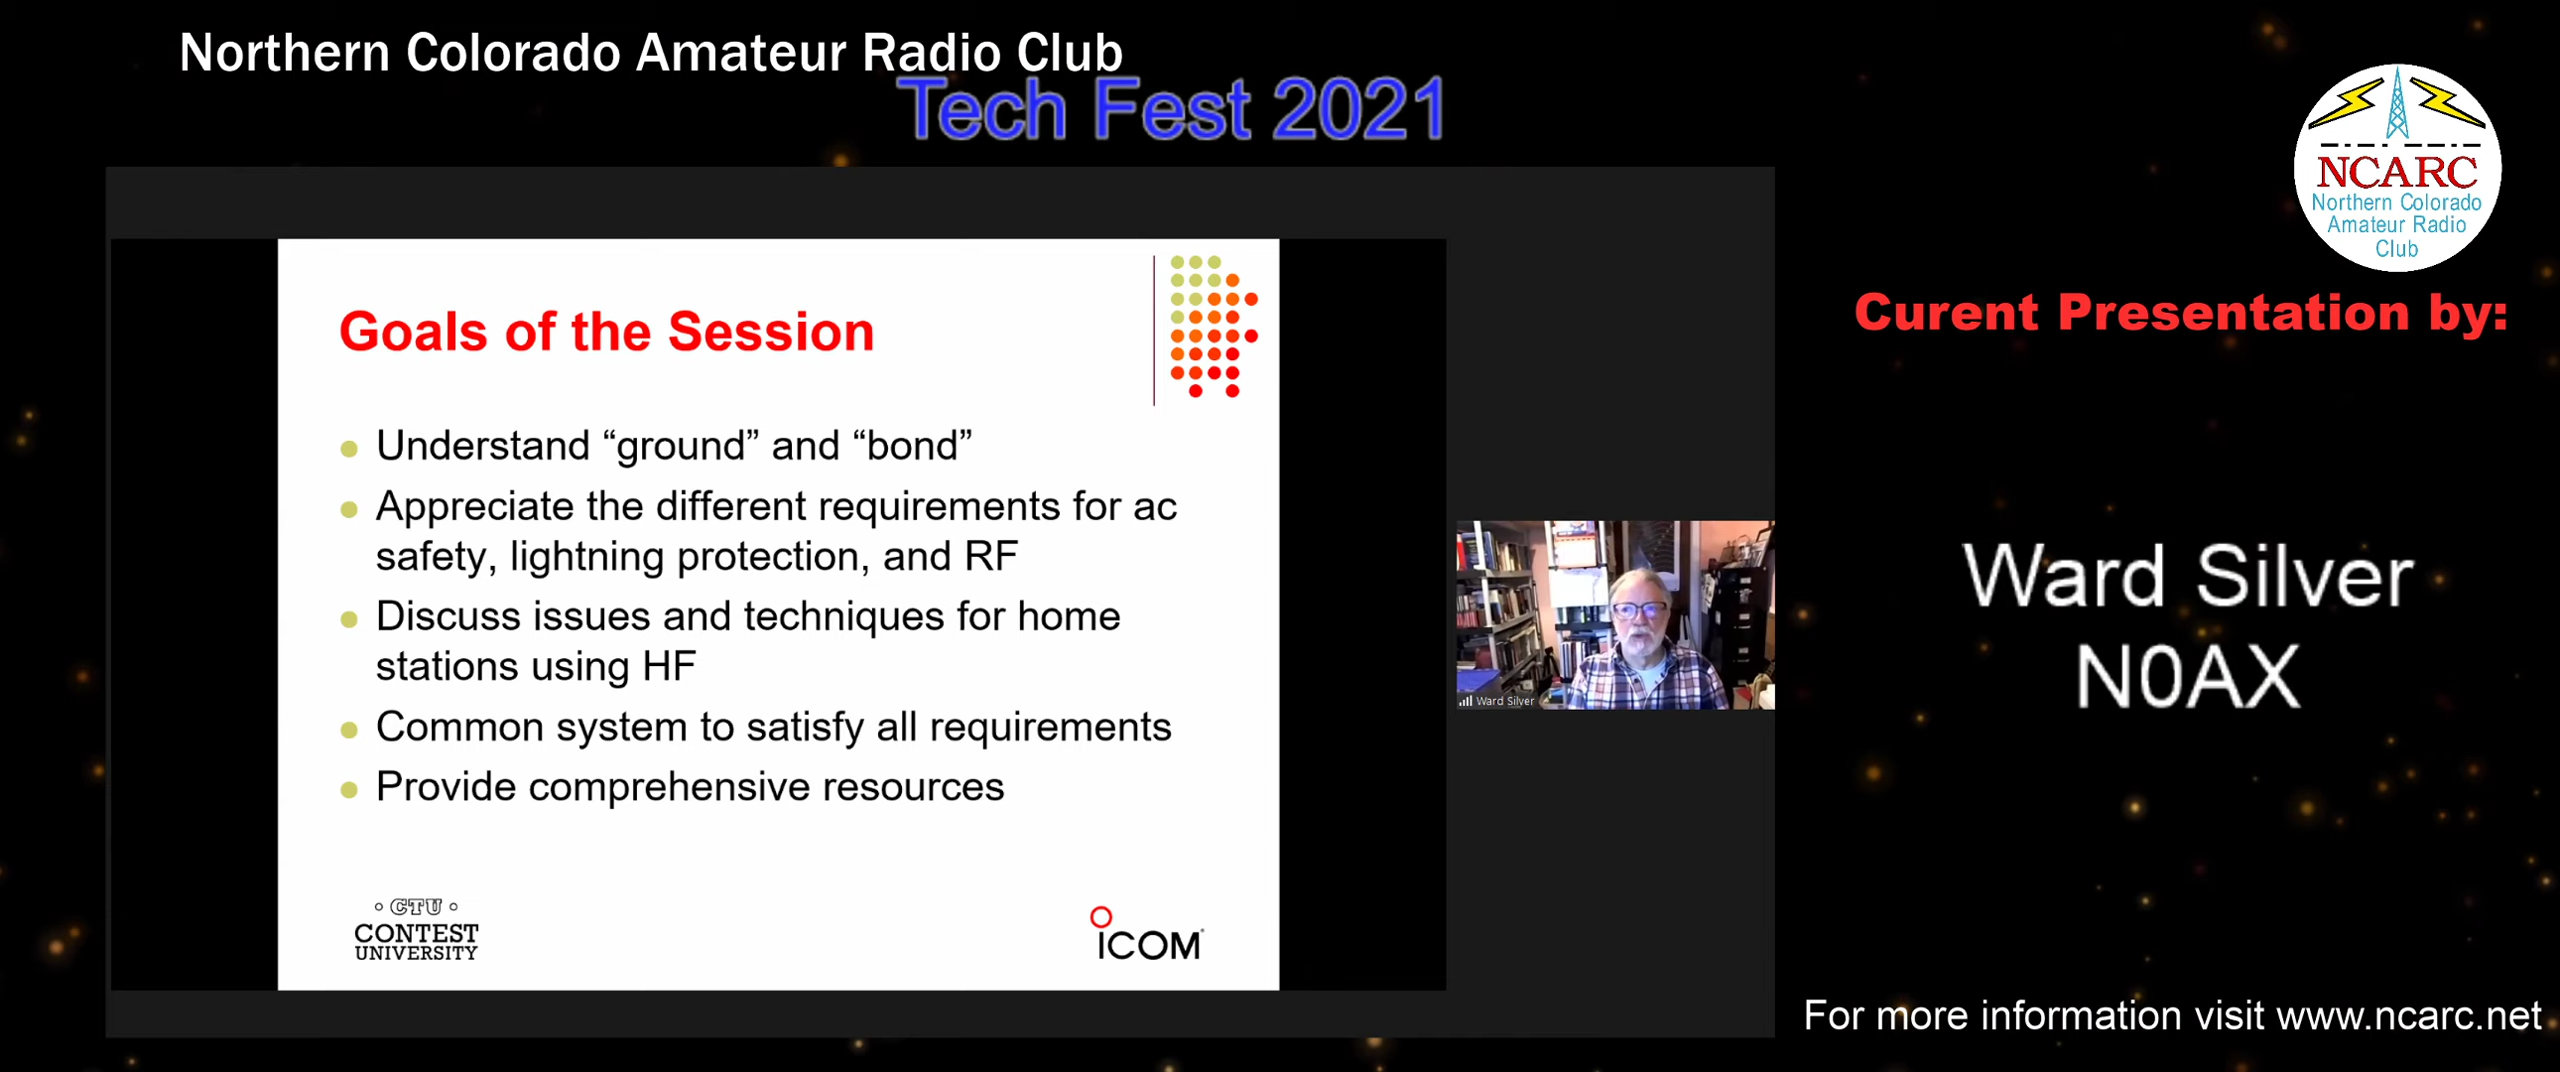 Northern Colorado Amateur Radio Club
Tech Fest 2021
NCARC
Northern Colorado
Amateur Radio
Club
Goals of the Session
Understand “ground” and “bond”
Appreciate the different requirements for ac
safety, lightning protection, and RF
Discuss issues and techniques for home
stations using HF
Common system to satisfy all requirements
Provide comprehensive resources
CTU
CONTEST
UNIVERSITY
ICOM
Ward Silver
Curent Presentation by:
Ward Silver
N0AX
For more information visit www.ncarc.net